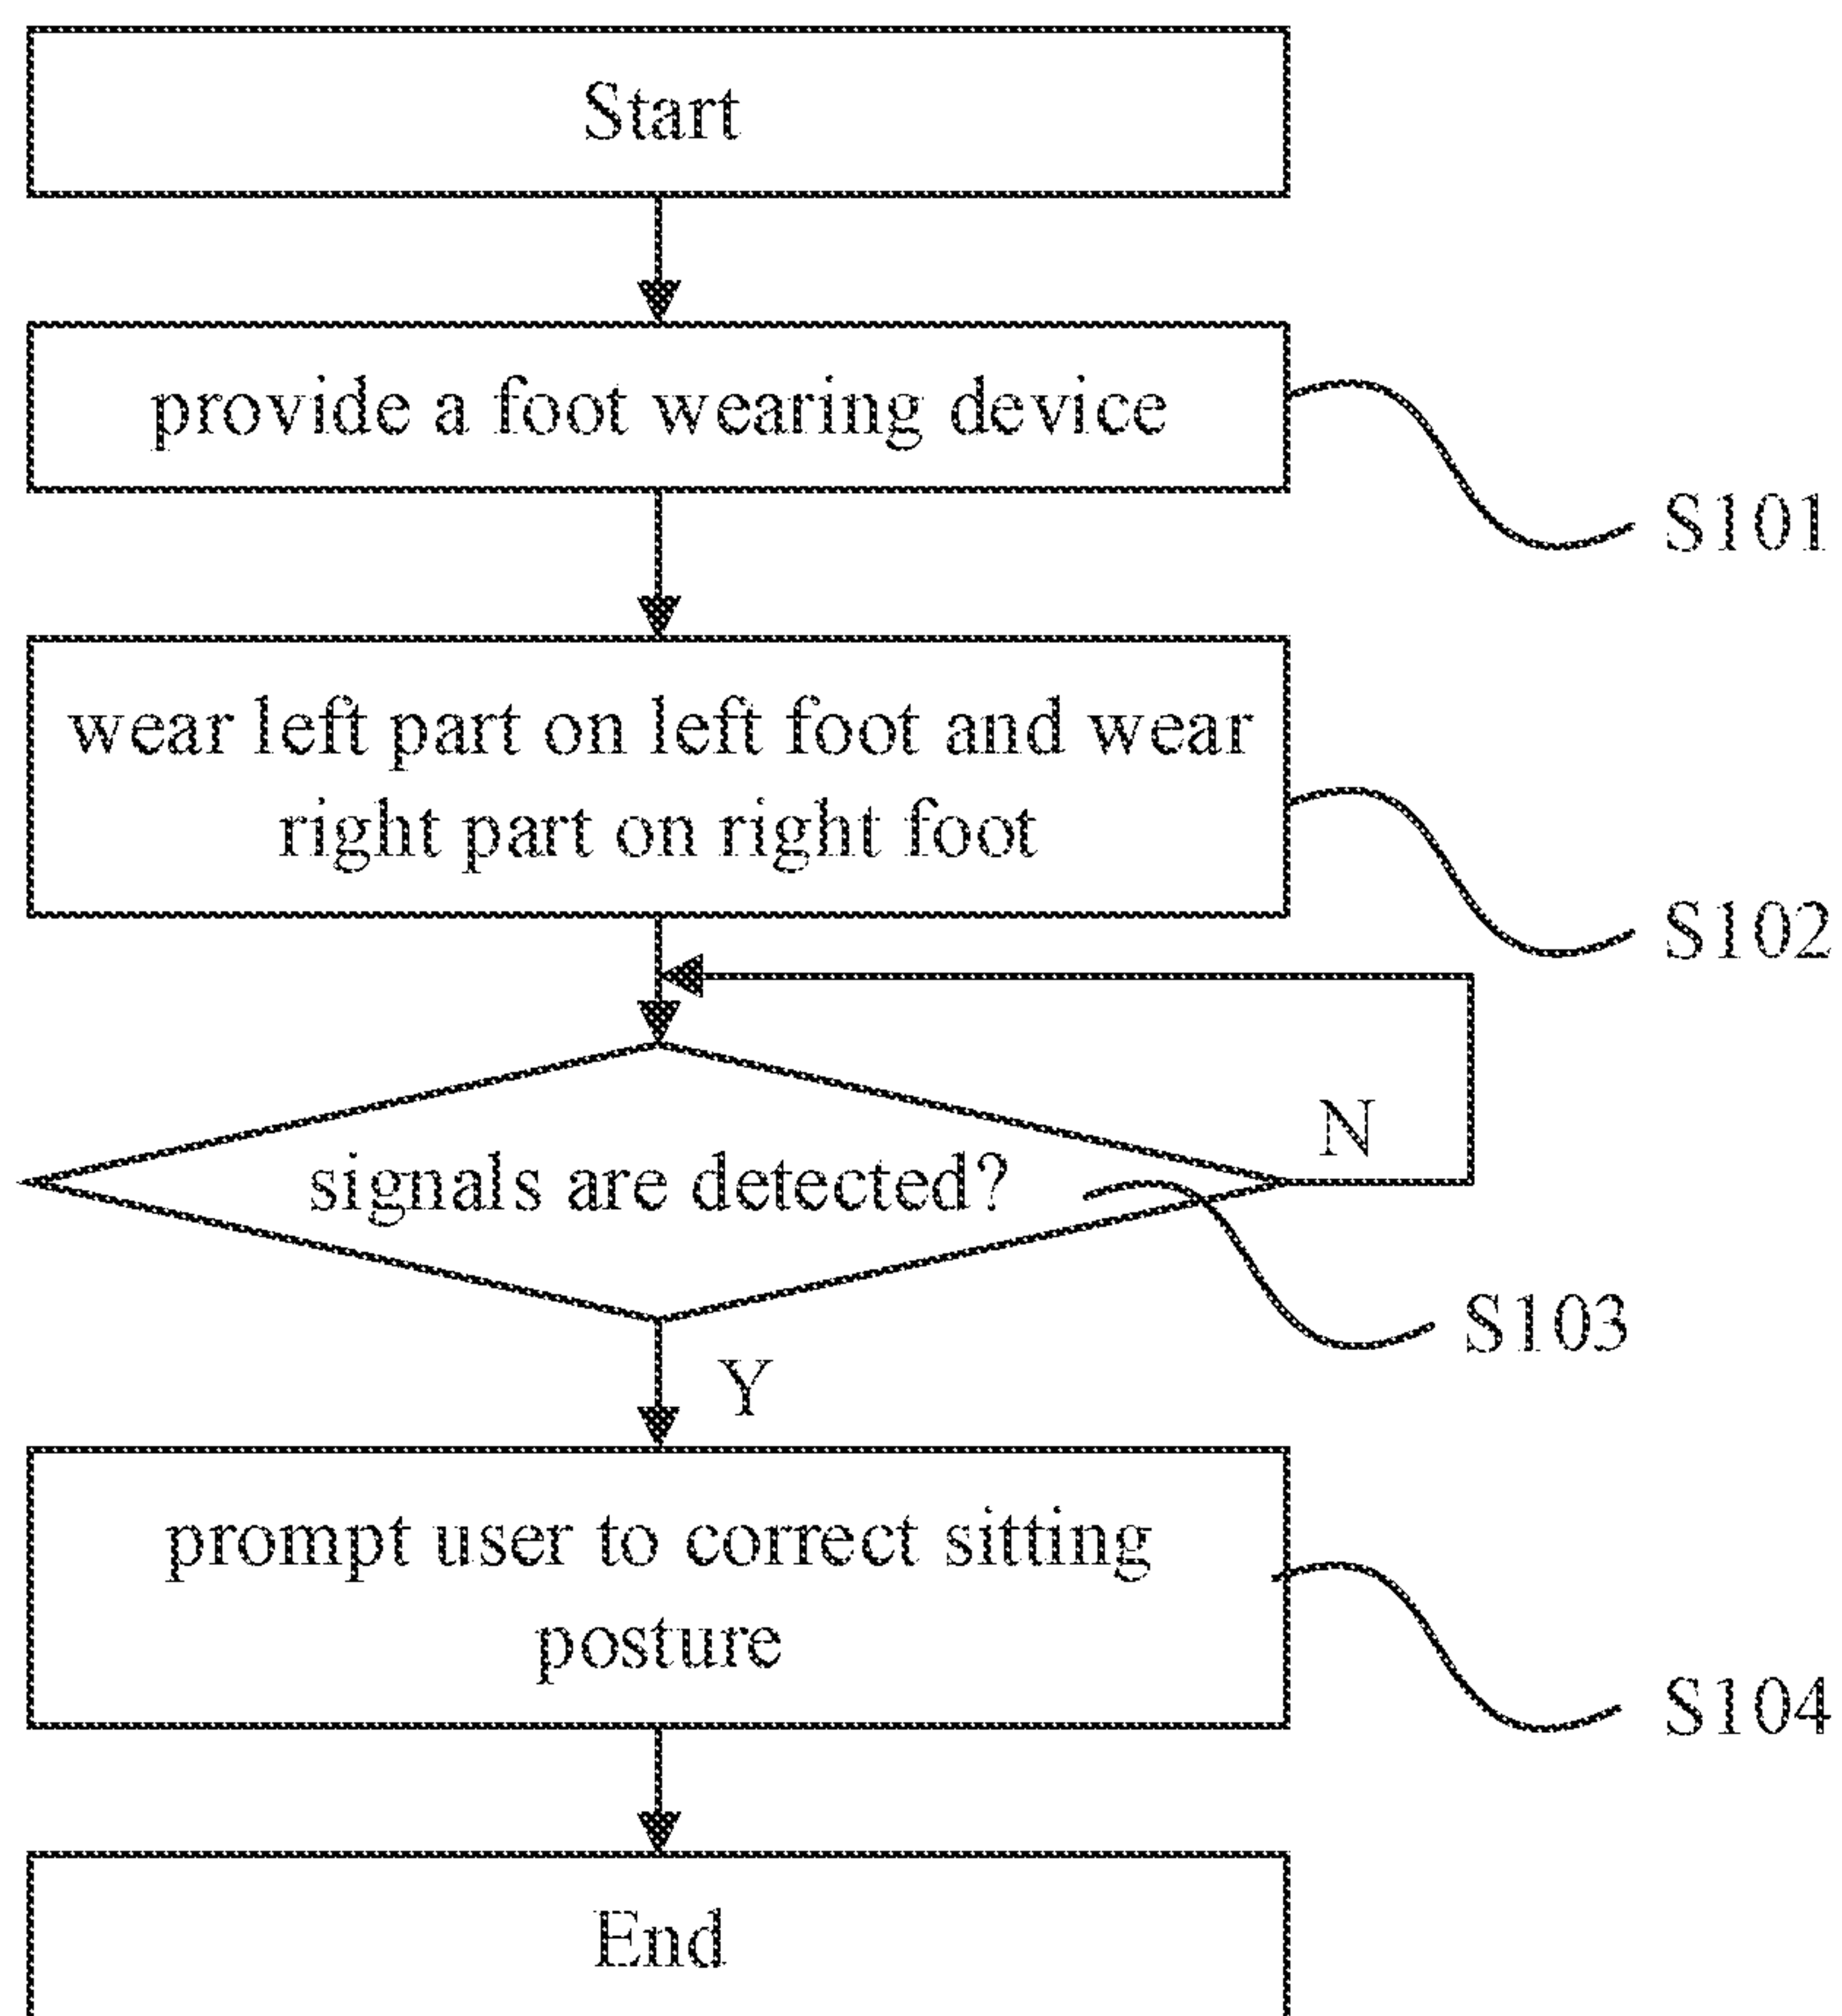 Start
provide a foot wearing device
S101
wear left part on left foot and wear
right part on right foot
S102
N
signals are detected?
S103
Y
prompt user to correct sitting
posture
S104
End